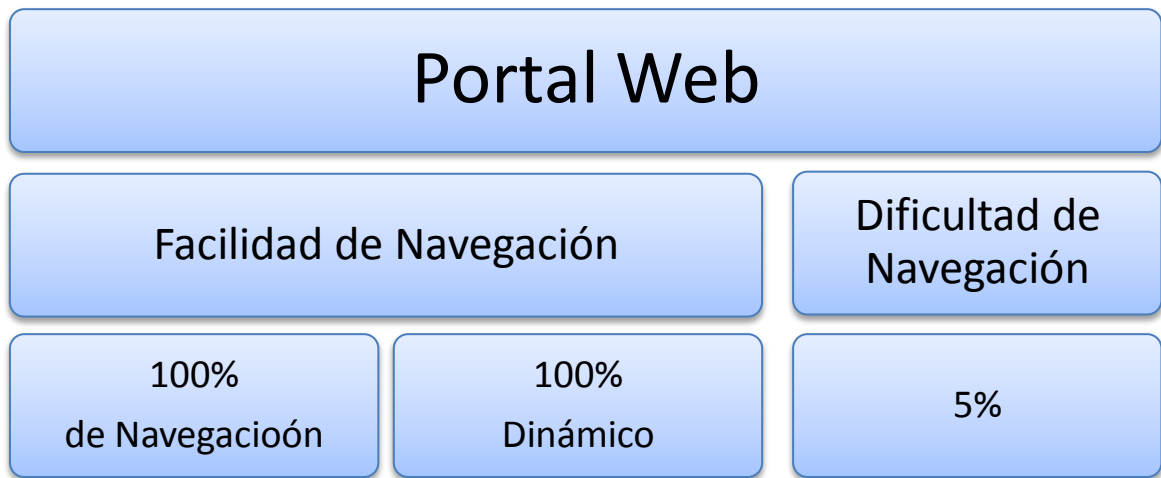 Portal Web
Facilidad de Navegación
Dificultad de
Navegación
100%
de Navegacioón
100%
Dinámico
5%